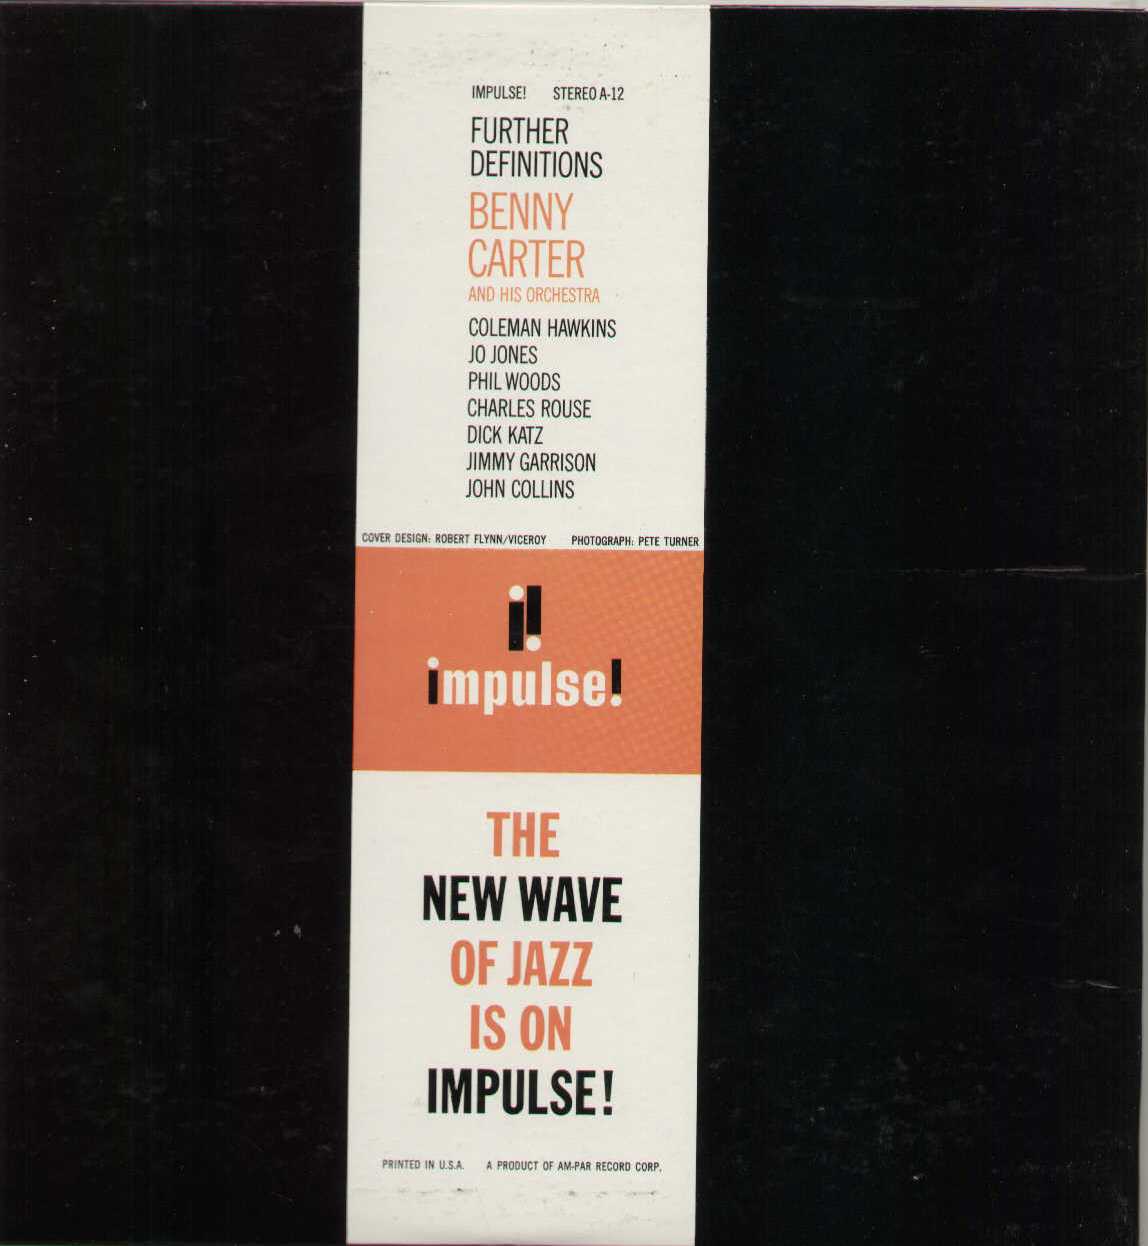 IMPULSE! STEREO A-12
FURTHER
DEFINITIONS
BENNY
CARTER
AND HIS ORCHESTRA
COLEMAN HAWKINS
JO JONES
PHIL WOODS
CHARLES ROUSE
DICK KATZ
JIMMY GARRISON
JOHN COLLINS
COVER DESIGN: ROBERT FLYNN/VICEROY PHOTOGRAPH: PETE TURNER
i!
impulse!
THE
NEW WAVE
OF JAZZ
IS ON
IMPULSE!
PRINTED IN U.S.A. A PRODUCT OF AM-PAR RECORD CORP.